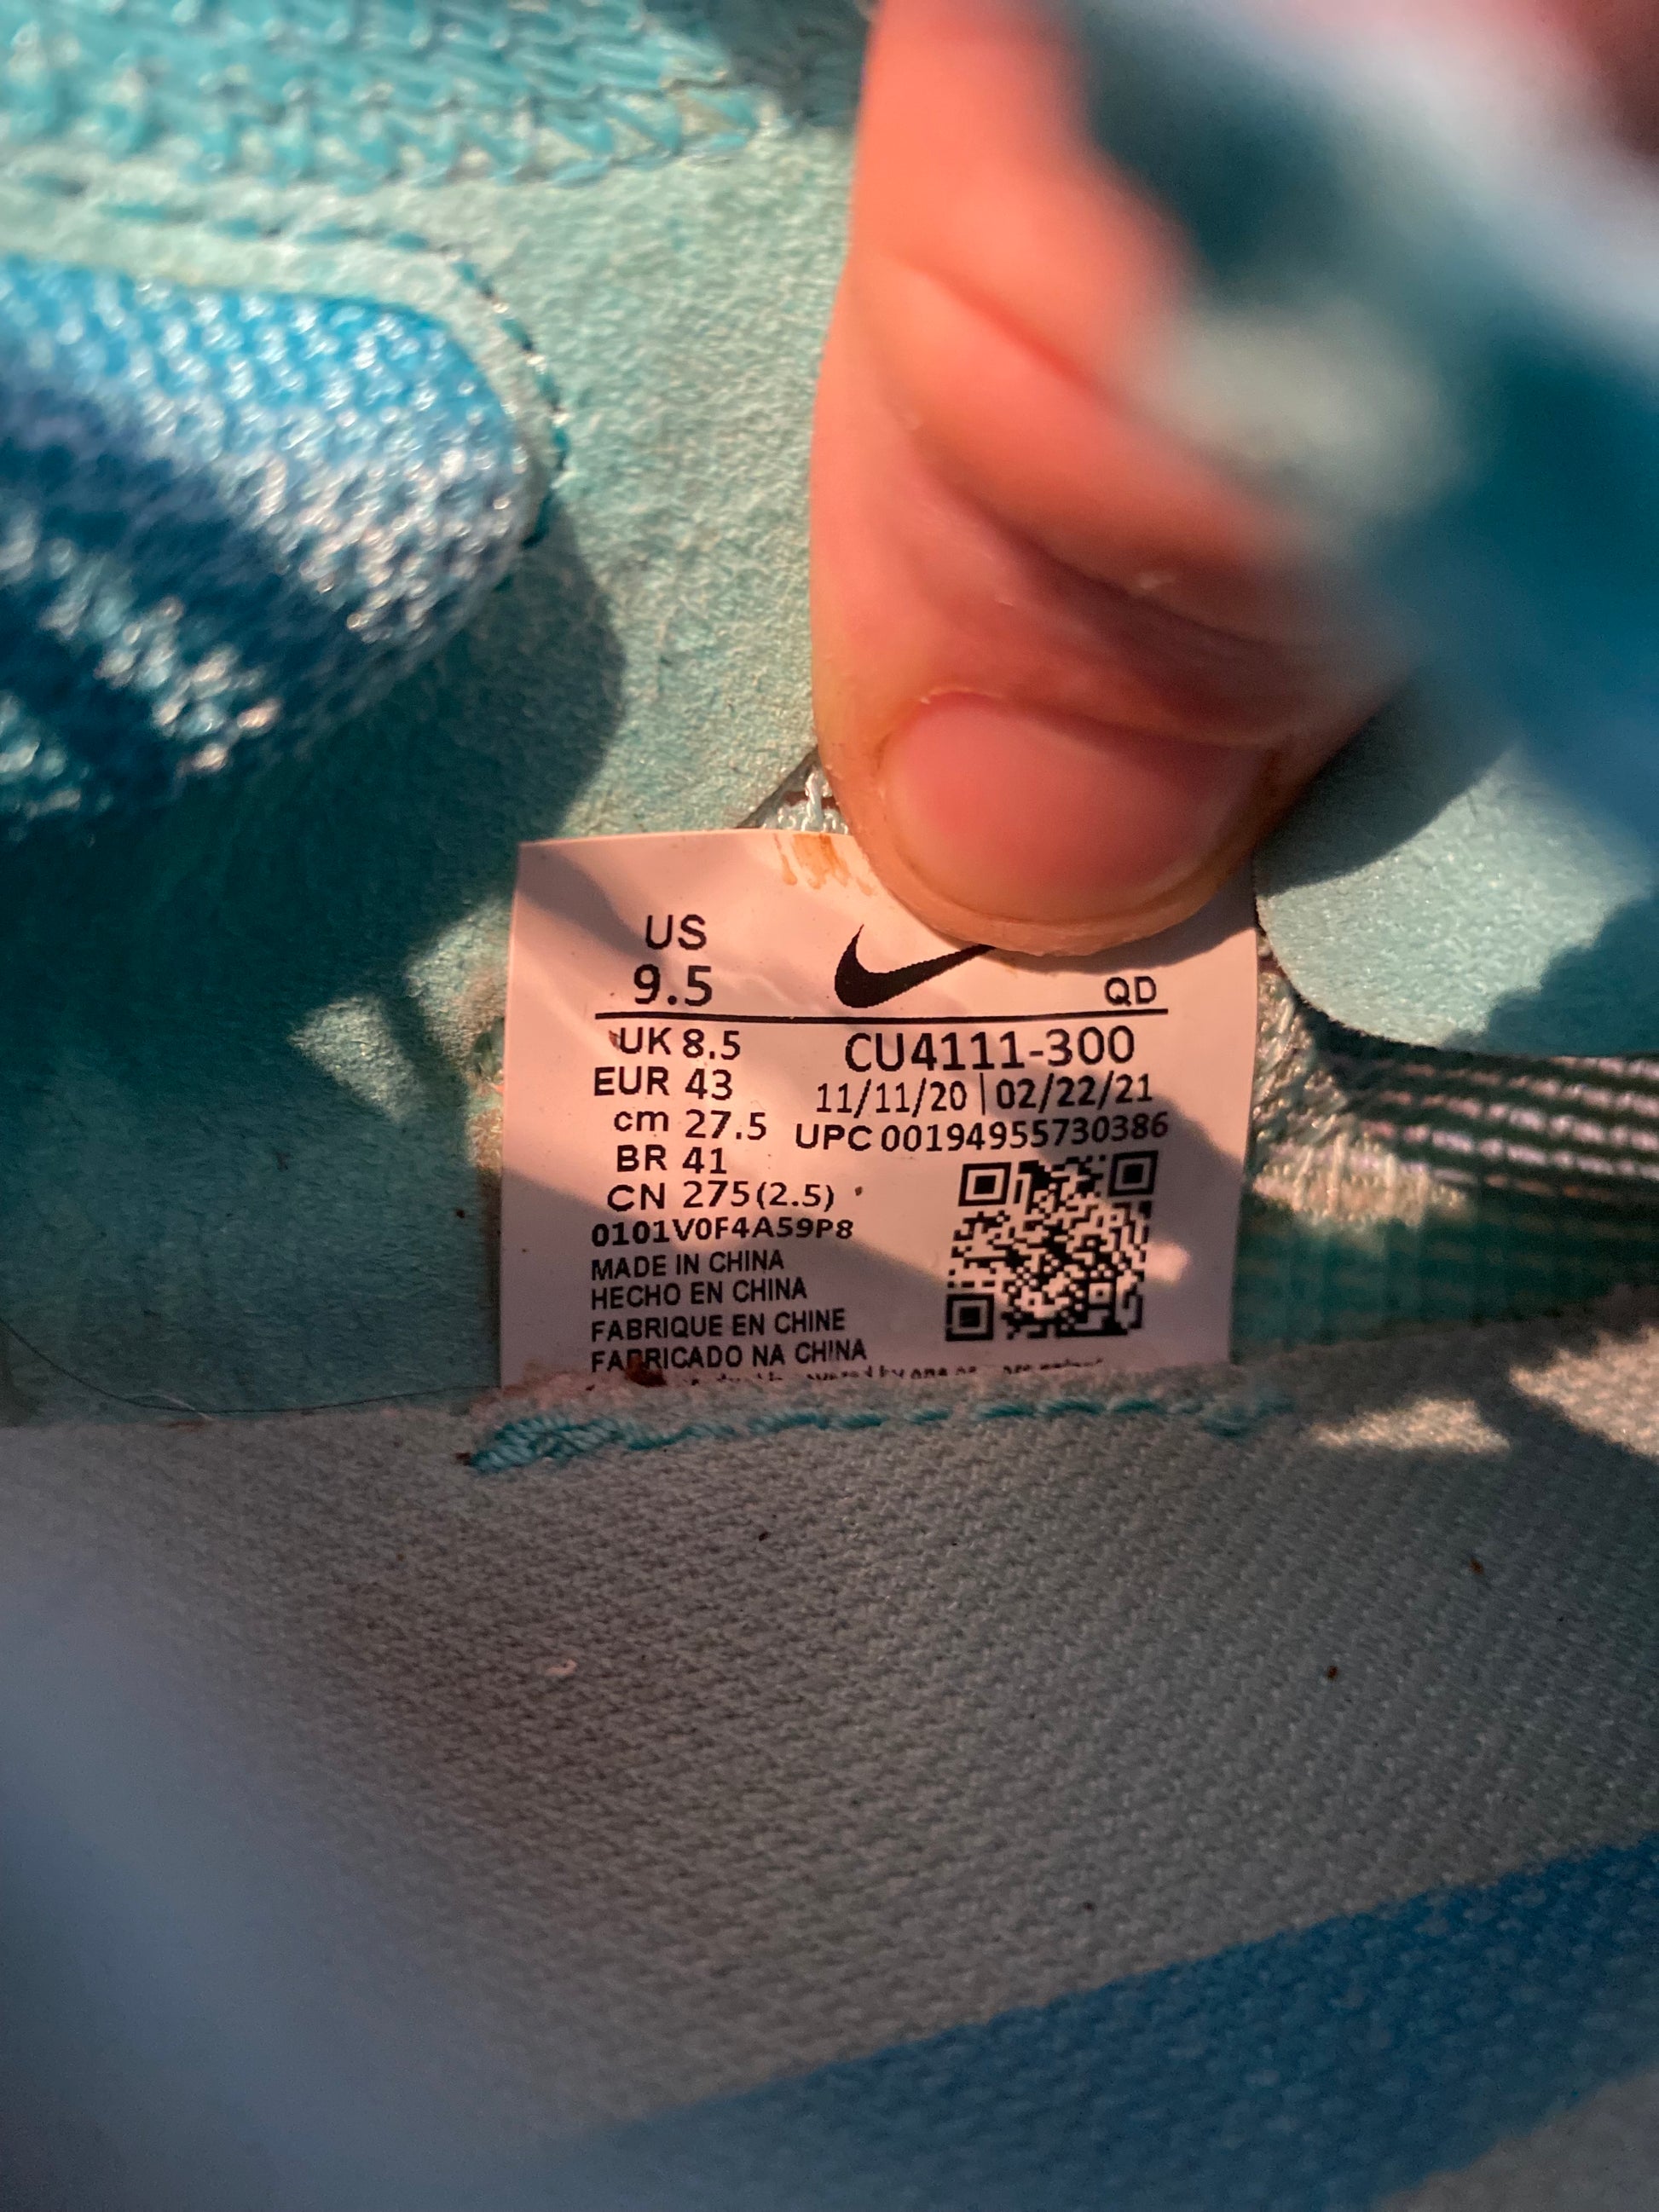 US
9.5
QD
UK 8.5
CU4111-300
EUR 43
11/11/20 | 02/22/21
cm 27.5
UPC 00194955730386
BR 41
CN 275(2.5)
0101V0F4A59P8
MADE IN CHINA
HECHO EN CHINA
FABRIQUE EN CHINE
FABRICADO NA CHINA
by one